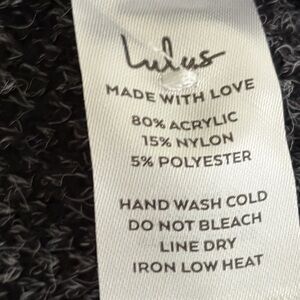 Lulus
MADE WITH LOVE
80% ACRYLIC
15% NYLON
5% POLYESTER
HAND WASH COLD
DO NOT BLEACH
LINE DRY
IRON LOW HEAT